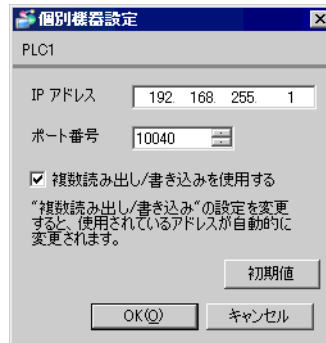 個別機器設定
PLC1
IP アドレス 192. 168. 255. 1
ポート番号 10040
複数読み出し/書き込みを使用する
“複数読み出し/書き込み”の設定を変更
すると、使用されているアドレスが自動的に
変更されます。
初期値
OK(O) キャンセル